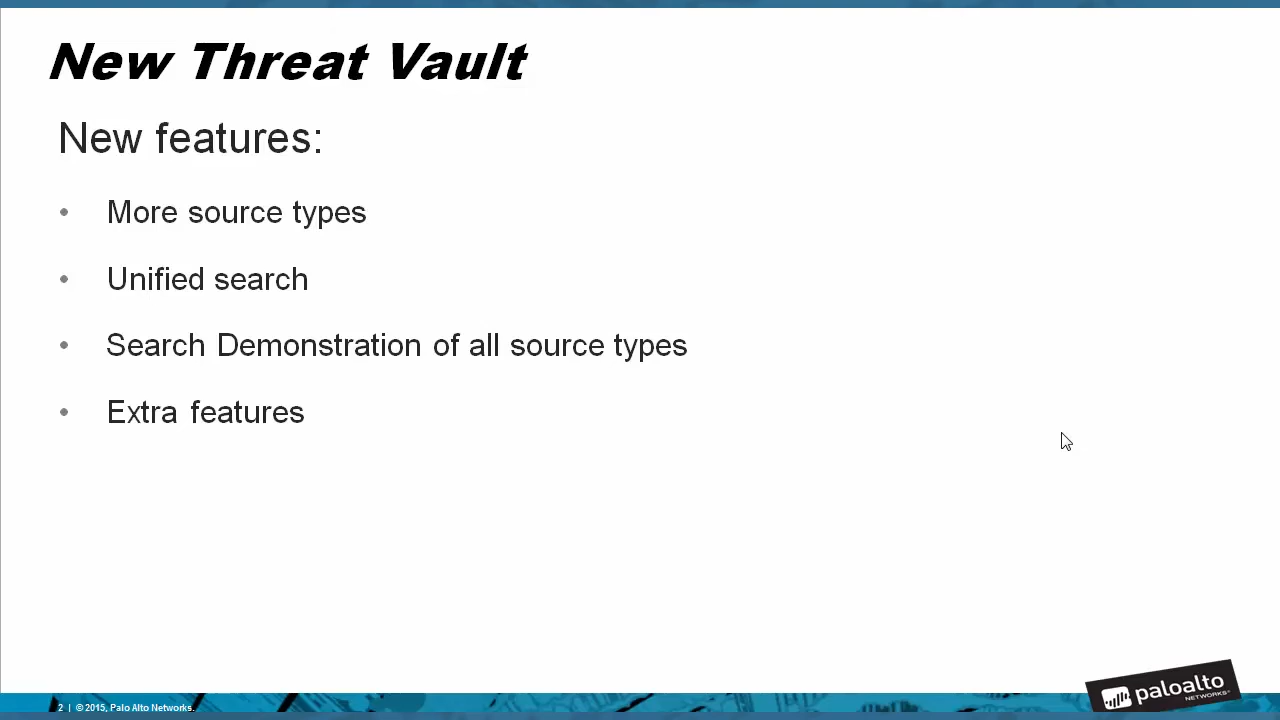 New Threat Vault
New features:
• More source types
• Unified search
• Search Demonstration of all source types
• Extra features
2 | © 2015, Palo Alto Networks.
paloalto
NETWORKS